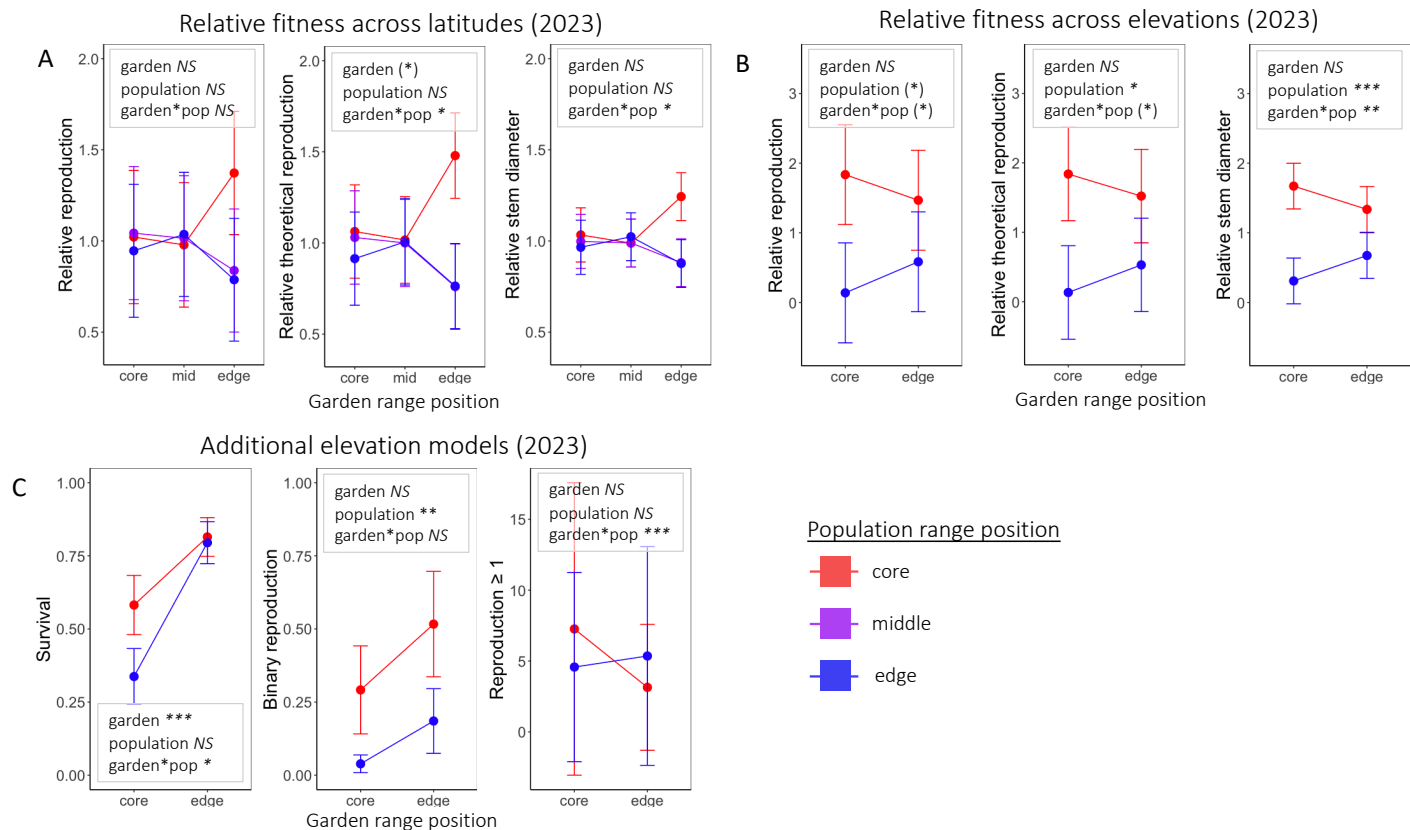 Relative fitness across latitudes (2023)
A
Relative reproduction
2.0
1.5
1.0
0.5
garden NS
population NS
garden*pop NS
core mid edge
Relative theoretical reproduction
2.0
1.5
1.0
0.5
garden (*)
population NS
garden*pop *
core mid edge
Relative stem diameter
2.0
1.5
1.0
0.5
garden NS
population NS
garden*pop *
core mid edge
Garden range position
Relative fitness across elevations (2023)
B
Relative reproduction
3
2
1
0
garden NS
population (*)
garden*pop (*)
core edge
Relative theoretical reproduction
3
2
1
0
garden NS
population *
garden*pop (*)
core edge
Relative stem diameter
3
2
1
0
garden NS
population ***
garden*pop **
core edge
Garden range position
Additional elevation models (2023)
C
Survival
1.00
0.75
0.50
0.25
0.00
garden ***
population NS
garden*pop *
core edge
Binary reproduction
1.00
0.75
0.50
0.25
0.00
garden NS
population **
garden*pop NS
core edge
Reproduction ≥ 1
15
10
5
0
garden NS
population NS
garden*pop ***
core edge
Garden range position
Population range position
core
middle
edge